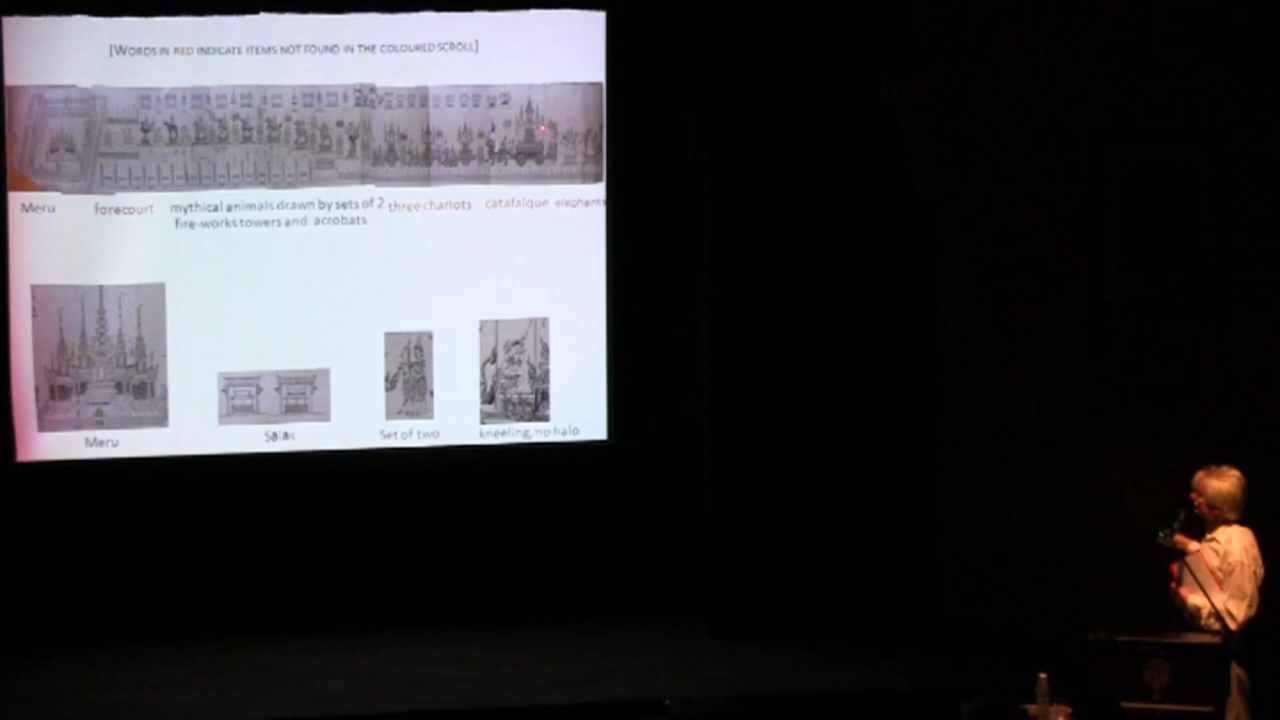 [WORDS IN RED INDICATE ITEMS NOT FOUND IN THE COLOURED SCROLL]
Meru forecourt mythical animals drawn by sets of 2 three chariots catafalque elephants
fire-works towers and acrobats
Meru Salas Set of two kneeling, no halo